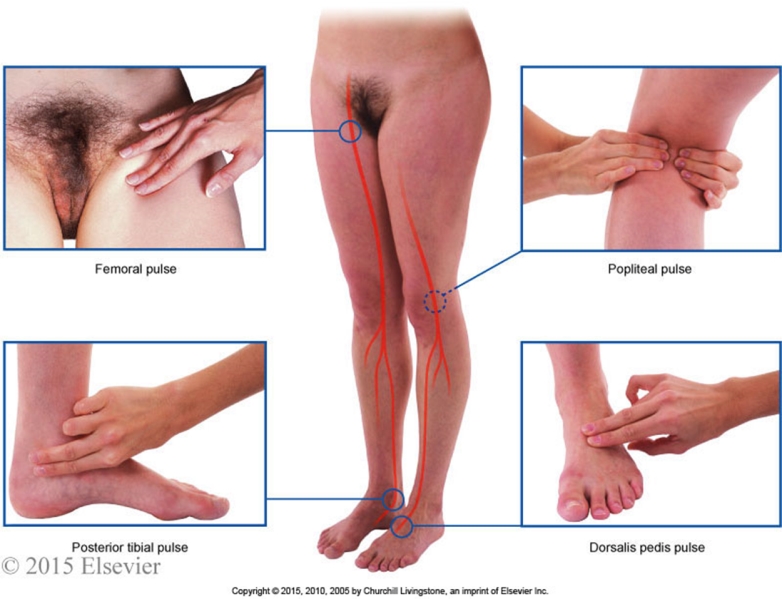 Femoral pulse
Popliteal pulse
Posterior tibial pulse
Dorsalis pedis pulse
© 2015 Elsevier
Copyright © 2015, 2010, 2005 by Churchill Livingstone, an imprint of Elsevier Inc.